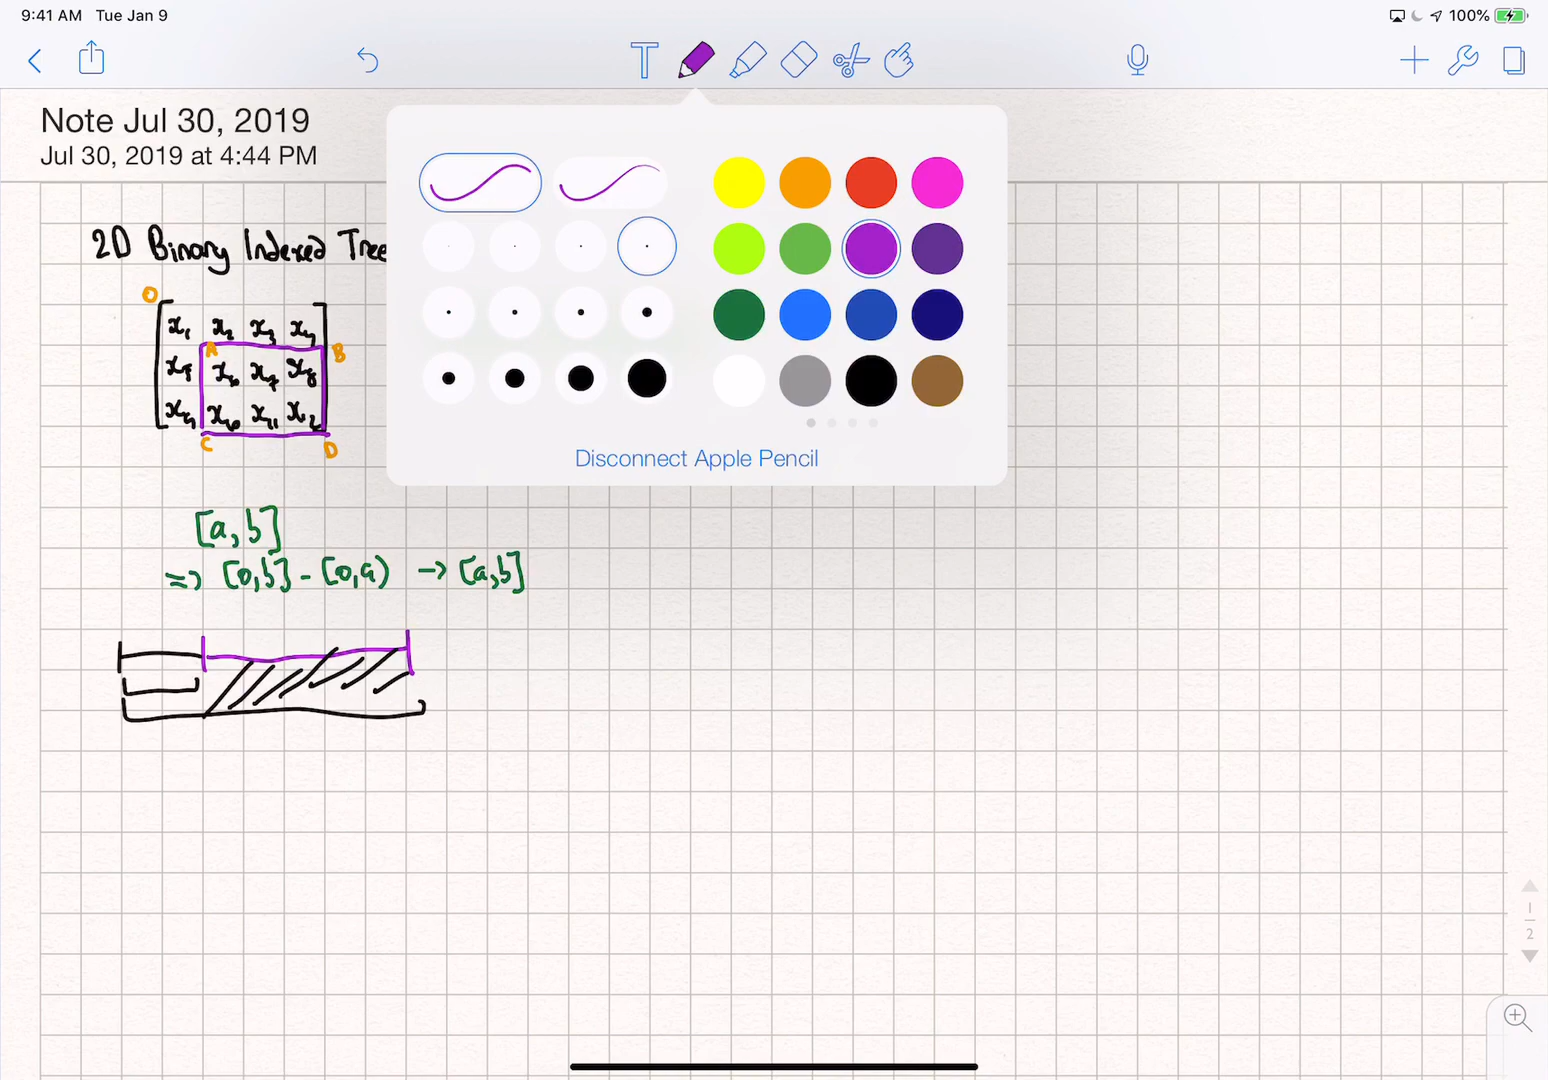 9:41 AM Tue Jan 9
100%
Note Jul 30, 2019
Jul 30, 2019 at 4:44 PM
2D Binary Indexed Tree
O
x₁ x₂ x₃ x₄
A B
x₅ x₆ x₇ x₈
x₉ x₁₀ x₁₁ x₁₂
C D
[a,b]
=> [0,b] - [0,a) → [a,b]
Disconnect Apple Pencil
1
2